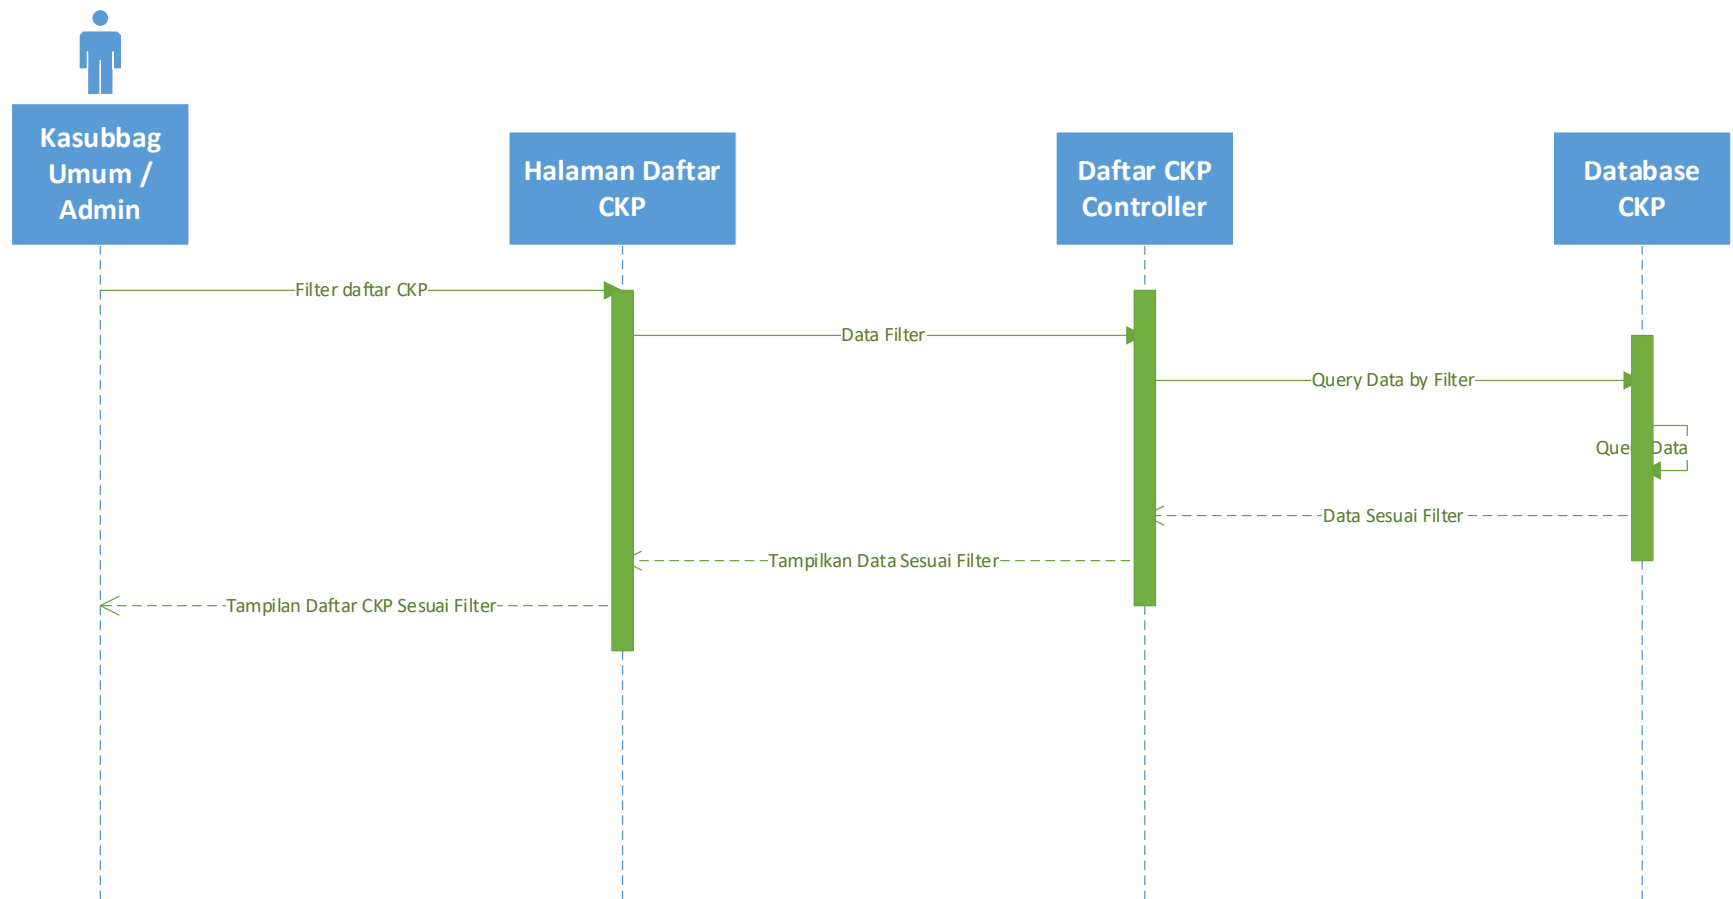 Kasubbag
Umum /
Admin
Halaman Daftar
CKP
Daftar CKP
Controller
Database
CKP
Filter daftar CKP
Data Filter
Query Data by Filter
Que Data
Data Sesuai Filter
Tampilkan Data Sesuai Filter
Tampilan Daftar CKP Sesuai Filter